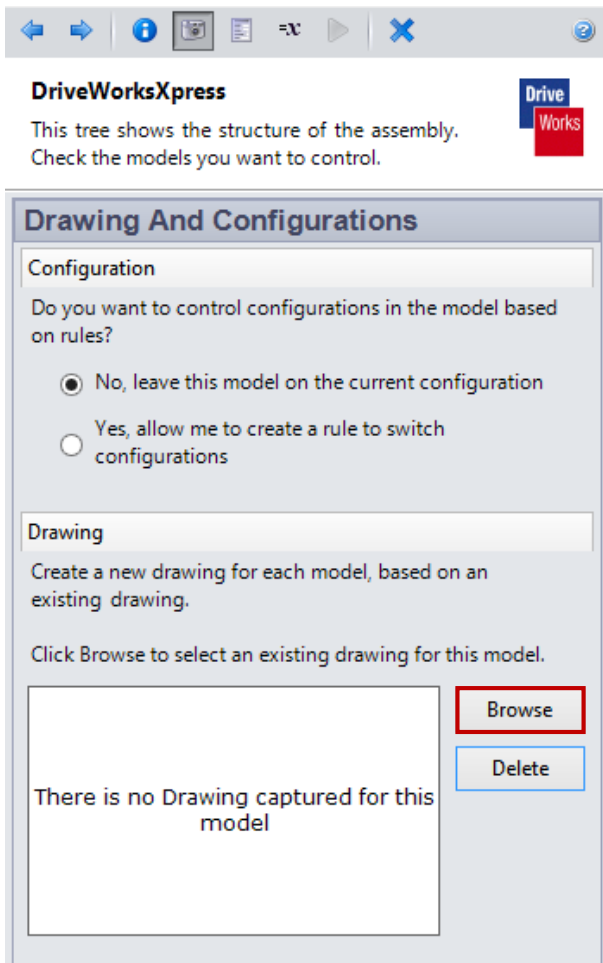 =x
?
DriveWorksXpress
Drive
Works
This tree shows the structure of the assembly.
Check the models you want to control.
Drawing And Configurations
Configuration
Do you want to control configurations in the model based
on rules?
No, leave this model on the current configuration
Yes, allow me to create a rule to switch
configurations
Drawing
Create a new drawing for each model, based on an
existing drawing.
Click Browse to select an existing drawing for this model.
Browse
Delete
There is no Drawing captured for this
model